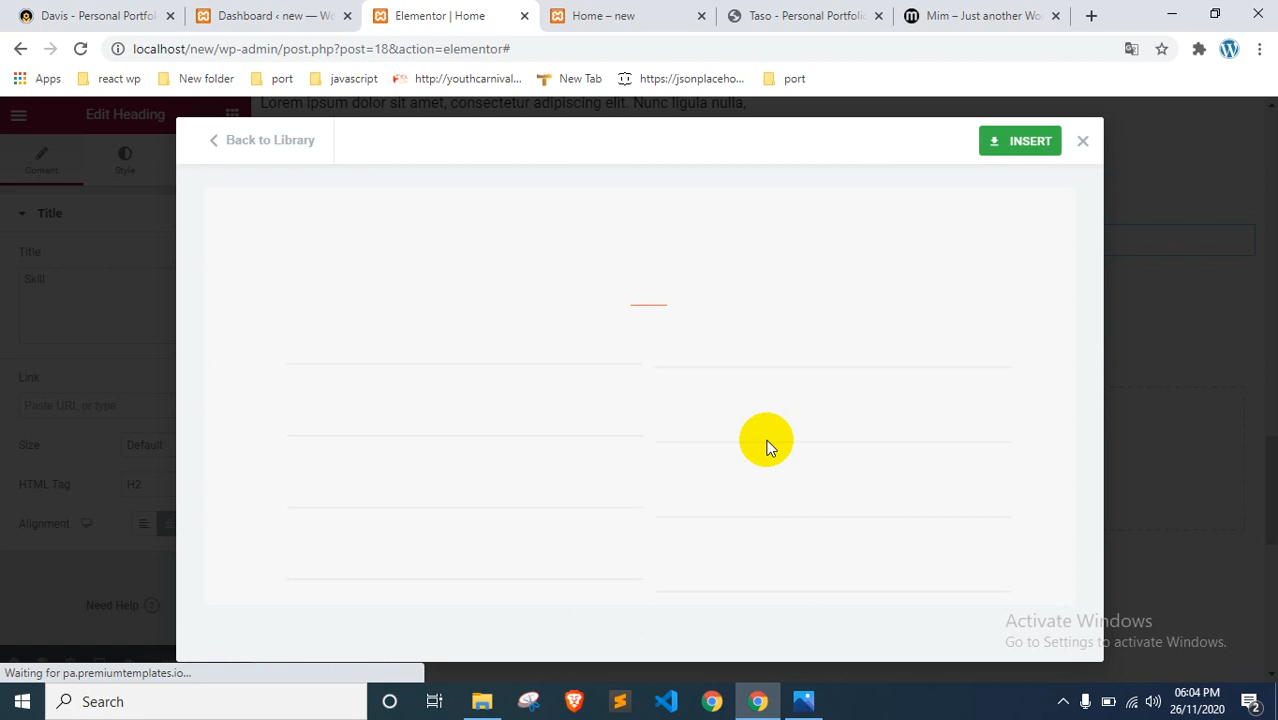 Davis - Personal Portfol
Dashboard ‹ new — Wo
Elementor | Home
Home – new
Taso - Personal Portfolio
Mim – Just another Wo
localhost/new/wp-admin/post.php?post=18&action=elementor#
Apps
react wp
New folder
port
javascript
http://youthcarnival...
New Tab
https://jsonplaceho...
port
Lorem ipsum dolor sit amet, consectetur adipiscing elit. Nunc ligula nulla,
Edit Heading
Back to Library
INSERT
Content
Style
Title
Title
Skill
Link
Paste URL, or type
Size
Default
HTML Tag
H2
Alignment
Need Help
Activate Windows
Go to Settings to activate Windows.
Waiting for pa.premiumtemplates.io...
Search
06:04 PM
26/11/2020
2